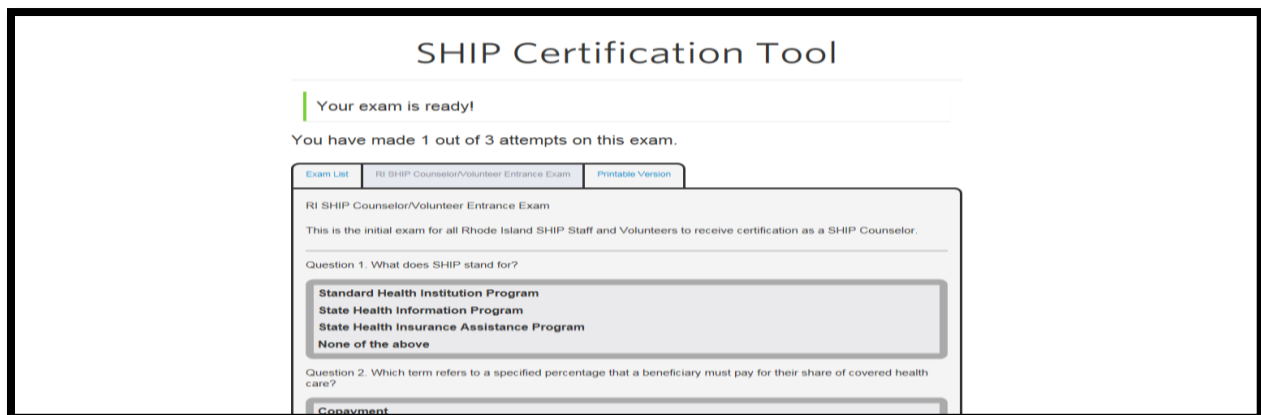 SHIP Certification Tool
Your exam is ready!
You have made 1 out of 3 attempts on this exam.
Exam List
RI SHIP Counselor/Volunteer Entrance Exam
Printable Version
RI SHIP Counselor/Volunteer Entrance Exam
This is the initial exam for all Rhode Island SHIP Staff and Volunteers to receive certification as a SHIP Counselor.
Question 1. What does SHIP stand for?
Standard Health Institution Program
State Health Information Program
State Health Insurance Assistance Program
None of the above
Question 2. Which term refers to a specified percentage that a beneficiary must pay for their share of covered health
care?
Copayment